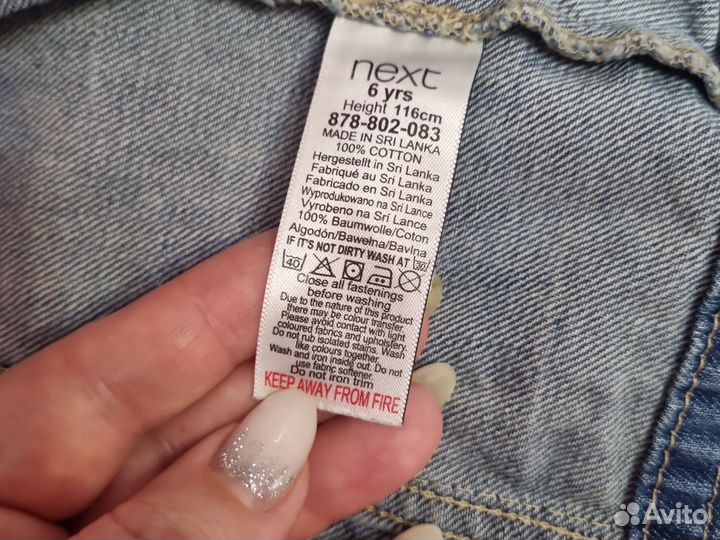 next
6 yrs
Height 116cm
878-802-083
MADE IN SRI LANKA
100% COTTON
Hergestellt in Sri Lanka
Fabriqué au Sri Lanka
Fabricado en Sri Lanka
Wyprodukowano na Sri Lance
Vyrobeno na Srí Lance
100% Baumwolle/Coton
Algodón/Bawełna/Bavlna
IF IT'S NOT DIRTY WASH AT 30
40
Close all fastenings
before washing
Due to the nature of this product
there may be colour transfer.
Please avoid contact with light
coloured fabrics and upholstery.
Do not rub isolated stains. Wash
like colours together.
Wash and iron inside out. Do not
use fabric softener.
Do not iron trim
KEEP AWAY FROM FIRE
Avito